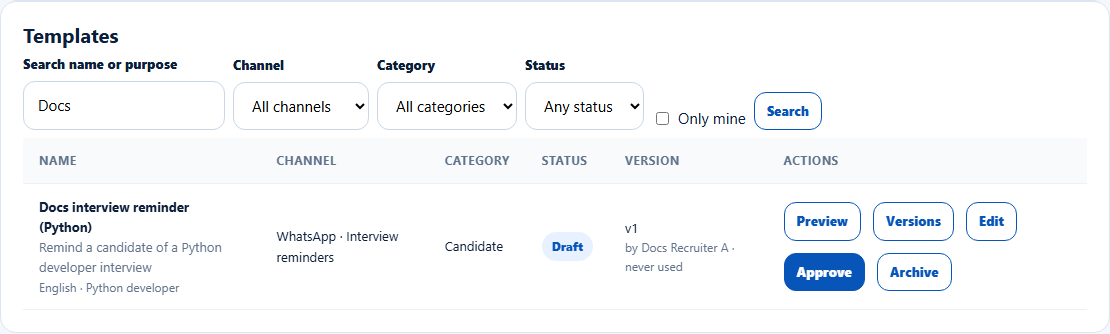 Templates
Search name or purpose
Channel
Category
Status
Docs
All channels
All categories
Any status
Only mine
Search
NAME
CHANNEL
CATEGORY
STATUS
VERSION
ACTIONS
Docs interview reminder
(Python)
Remind a candidate of a Python
developer interview
English · Python developer
WhatsApp · Interview
reminders
Candidate
Draft
v1
by Docs Recruiter A ·
never used
Preview
Versions
Edit
Approve
Archive